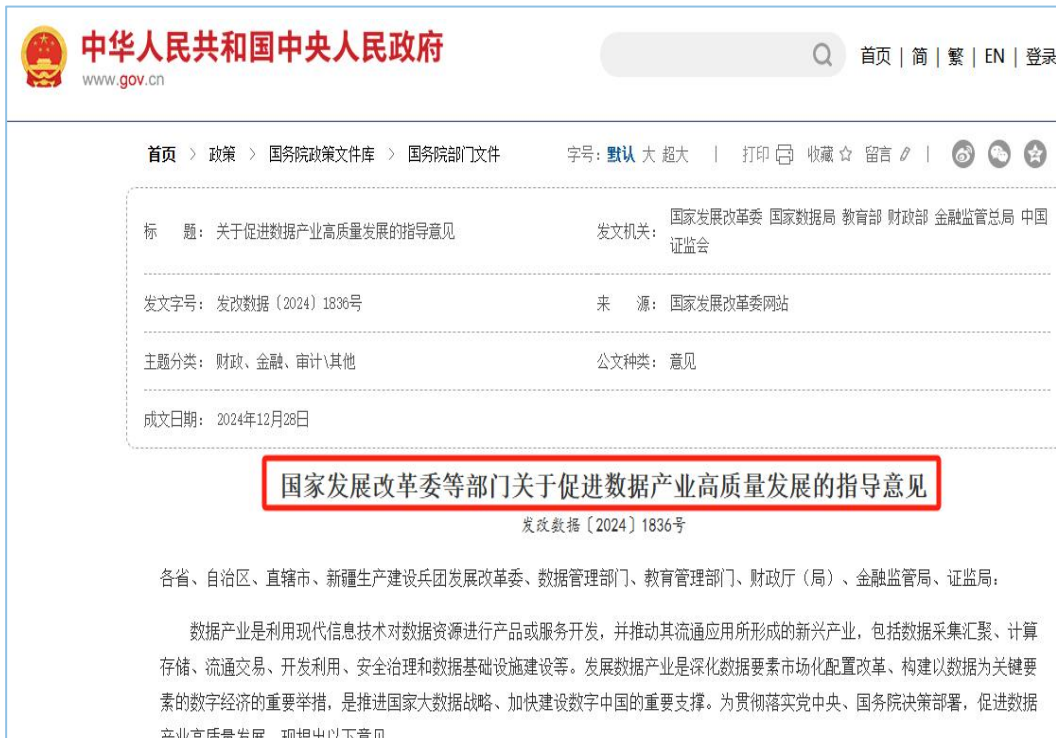 中华人民共和国中央人民政府
www.gov.cn
首页 | 简 | 繁 | EN | 登录
首页 > 政策 > 国务院政策文件库 > 国务院部门文件
字号：默认 大 超大 | 打印 收藏 留言 |
标 题：关于促进数据产业高质量发展的指导意见
发文机关：国家发展改革委 国家数据局 教育部 财政部 金融监管总局 中国
证监会
发文字号：发改数据〔2024〕1836号
来 源：国家发展改革委网站
主题分类：财政、金融、审计\其他
公文种类：意见
成文日期：2024年12月28日
国家发展改革委等部门关于促进数据产业高质量发展的指导意见
发改数据〔2024〕1836号
各省、自治区、直辖市、新疆生产建设兵团发展改革委、数据管理部门、教育管理部门、财政厅（局）、金融监管局、证监局：
数据产业是利用现代信息技术对数据资源进行产品或服务开发，并推动其流通应用所形成的新兴产业，包括数据采集汇聚、计算
存储、流通交易、开发利用、安全治理和数据基础设施建设等。发展数据产业是深化数据要素市场化配置改革、构建以数据为关键要
素的数字经济的重要举措，是推进国家大数据战略、加快建设数字中国的重要支撑。为贯彻落实党中央、国务院决策部署，促进数据
产业高质量发展，现提出以下意见